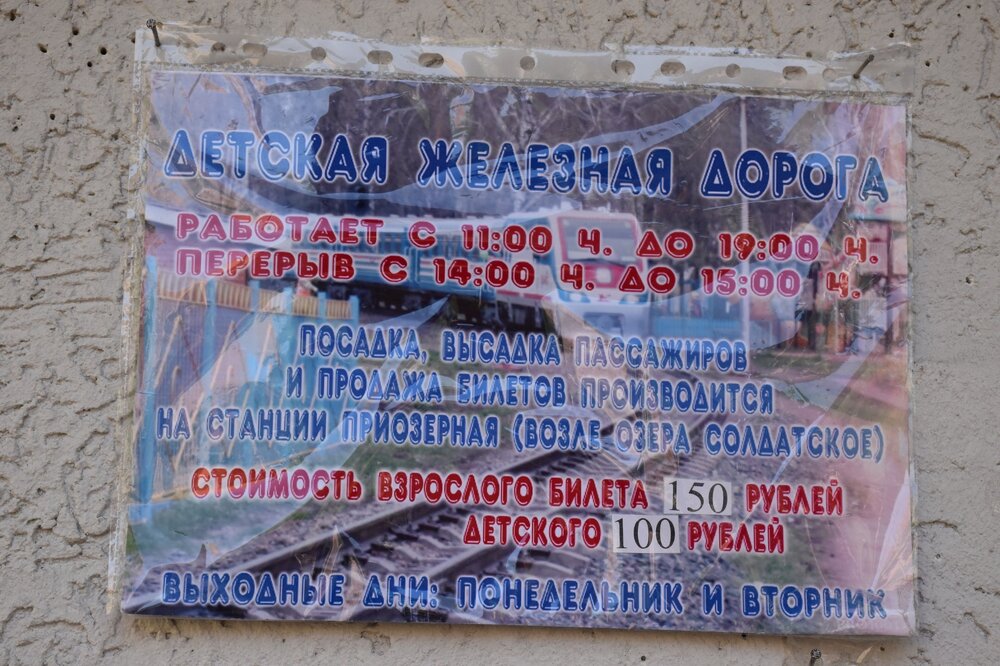 ДЕТСКАЯ ЖЕЛЕЗНАЯ ДОРОГА
РАБОТАЕТ С 11:00 Ч. ДО 19:00 Ч.
ПЕРЕРЫВ С 14:00 Ч. ДО 15:00 Ч.
ПОСАДКА, ВЫСАДКА ПАССАЖИРОВ
И ПРОДАЖА БИЛЕТОВ ПРОИЗВОДИТСЯ
НА СТАНЦИИ ПРИОЗЕРНАЯ (ВОЗЛЕ ОЗЕРА СОЛДАТСКОЕ)
СТОИМОСТЬ ВЗРОСЛОГО БИЛЕТА 150 РУБЛЕЙ
ДЕТСКОГО 100 РУБЛЕЙ
ВЫХОДНЫЕ ДНИ: ПОНЕДЕЛЬНИК И ВТОРНИК